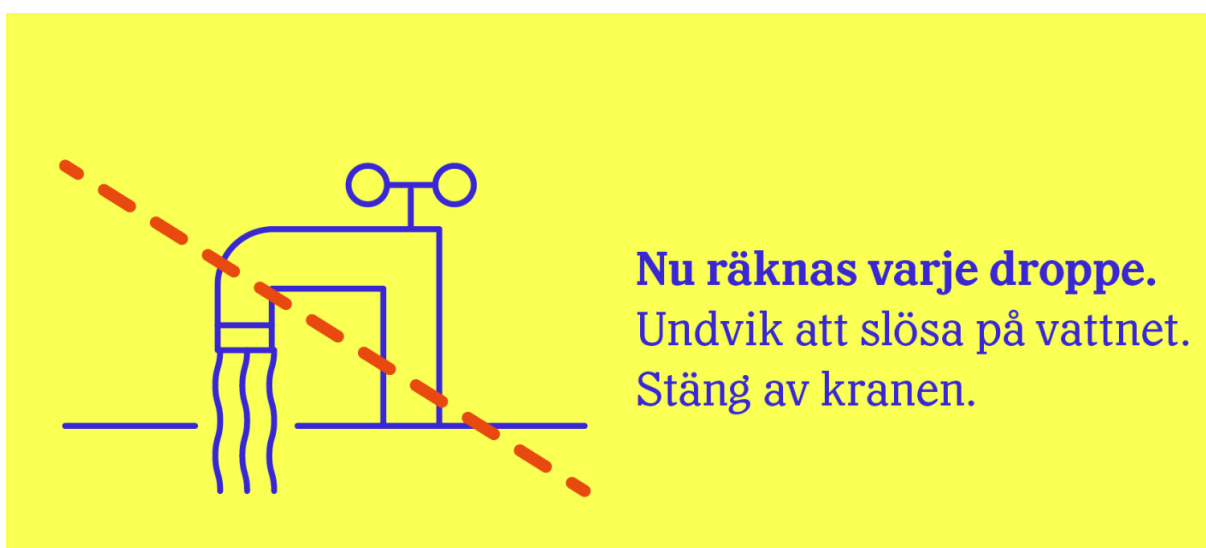 Nu räknas varje droppe.
Undvik att slösa på vattnet.
Stäng av kranen.